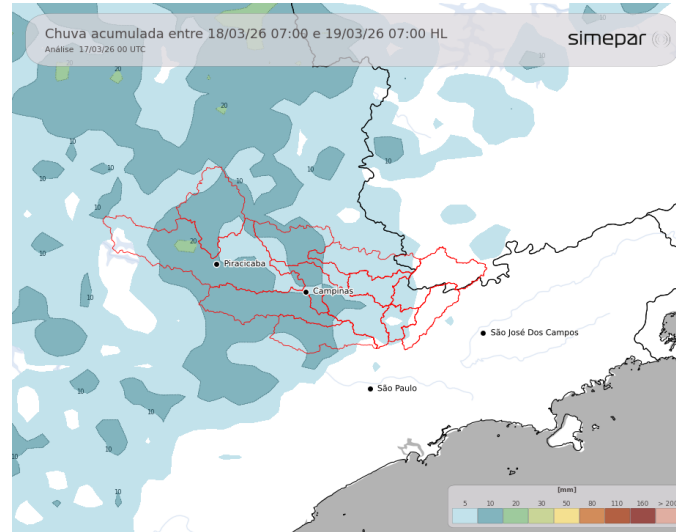 Chuva acumulada entre 18/03/26 07:00 e 19/03/26 07:00 HL
Análise 17/03/26 00 UTC
simepar
20
20
10
10
10
10
10
10
10
10
20
Piracicaba
Campinas
10
São José Dos Campos
10
São Paulo
10
10
10
10
[mm]
5 10 20 30 50 80 110 160 > 200